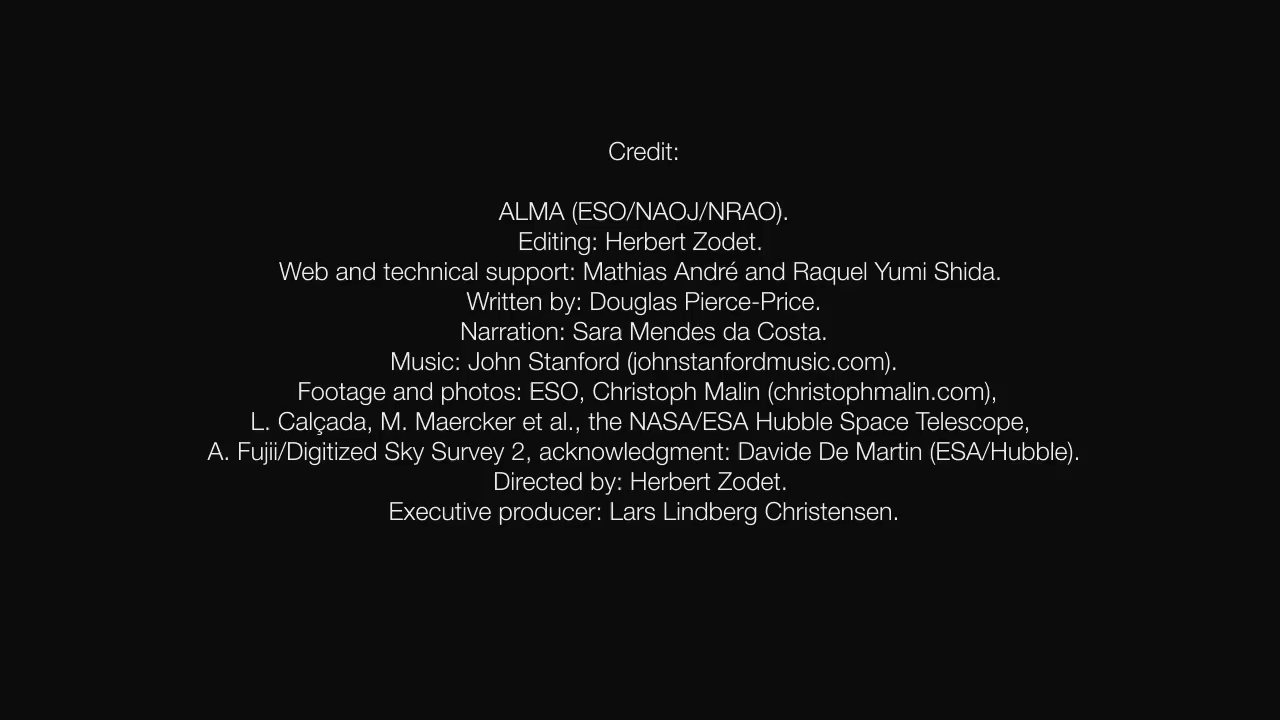 Credit:
ALMA (ESO/NAOJ/NRAO).
Editing: Herbert Zodet.
Web and technical support: Mathias André and Raquel Yumi Shida.
Written by: Douglas Pierce-Price.
Narration: Sara Mendes da Costa.
Music: John Stanford (johnstanfordmusic.com).
Footage and photos: ESO, Christoph Malin (christophmalin.com),
L. Calçada, M. Maercker et al., the NASA/ESA Hubble Space Telescope,
A. Fujii/Digitized Sky Survey 2, acknowledgment: Davide De Martin (ESA/Hubble).
Directed by: Herbert Zodet.
Executive producer: Lars Lindberg Christensen.